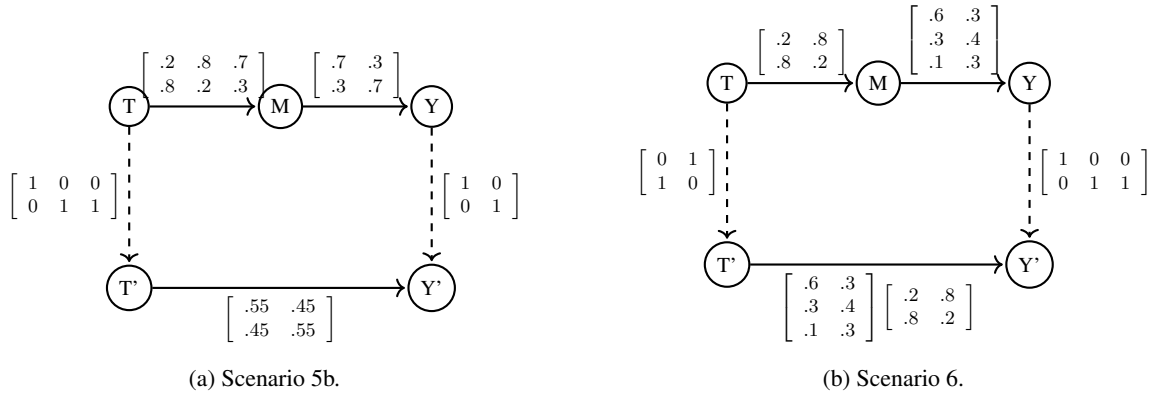 [ .2 .8 .7
.8 .2 .3 ]
[ .7 .3
.3 .7 ]
T M Y
[ 1 0 0
0 1 1 ]
[ 1 0
0 1 ]
T’ Y’
[ .55 .45
.45 .55 ]
(a) Scenario 5b.
[ .2 .8
.8 .2 ]
[ .6 .3
.3 .4
.1 .3 ]
T M Y
[ 0 1
1 0 ]
[ 1 0 0
0 1 1 ]
T’ Y’
[ .6 .3
.3 .4
.1 .3 ]
[ .2 .8
.8 .2 ]
(b) Scenario 6.